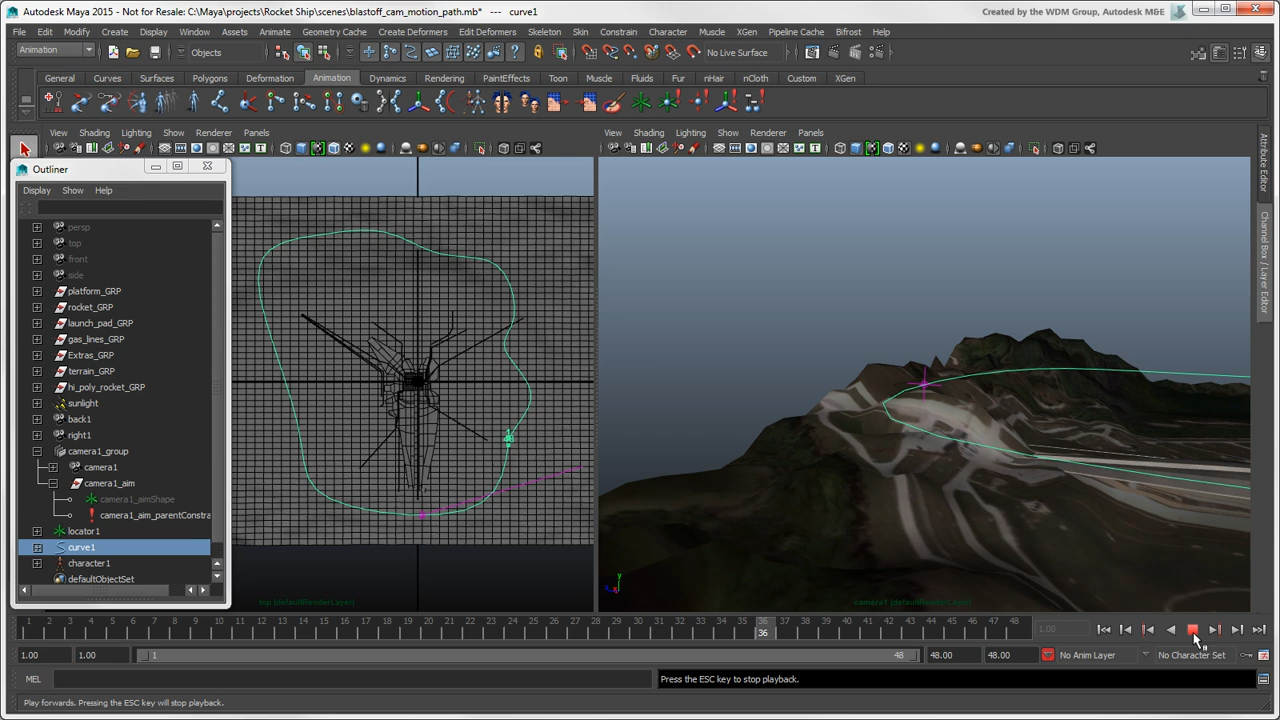 Autodesk Maya 2015 - Not for Resale: C:\Maya\projects\Rocket Ship\scenes\blastoff_cam_motion_path.mb* --- curve1
Created by the WDM Group, Autodesk M&E
File Edit Modify Create Display Window Assets Animate Geometry Cache Create Deformers Edit Deformers Skeleton Skin Constrain Character Muscle XGen Pipeline Cache Bifrost Help
Animation Objects No Live Surface
General Curves Surfaces Polygons Deformation Animation Dynamics Rendering PaintEffects Toon Muscle Fluids Fur nHair nCloth Custom XGen
View Shading Lighting Show Renderer Panels
View Shading Lighting Show Renderer Panels
Outliner
Display Show Help
persp
top
front
side
platform_GRP
rocket_GRP
launch_pad_GRP
gas_lines_GRP
Extras_GRP
terrain_GRP
hi_poly_rocket_GRP
sunlight
back1
right1
camera1_group
camera1
camera1_aim
camera1_aimShape
camera1_aim_parentConstra
locator1
curve1
character1
defaultObjectSet
1
48
top (defaultRenderLayer)
y
camera1 (defaultRenderLayer)
Attribute Editor
Channel Box / Layer Editor
1 2 3 4 5 6 7 8 9 10 11 12 13 14 15 16 17 18 19 20 21 22 23 24 25 26 27 28 29 30 31 32 33 34 35 36 37 38 39 40 41 42 43 44 45 46 47 48
36
1.00
1.00 1.00 1 48 48.00 48.00 No Anim Layer No Character Set
MEL
Press the ESC key to stop playback.
Play forwards. Pressing the ESC key will stop playback.